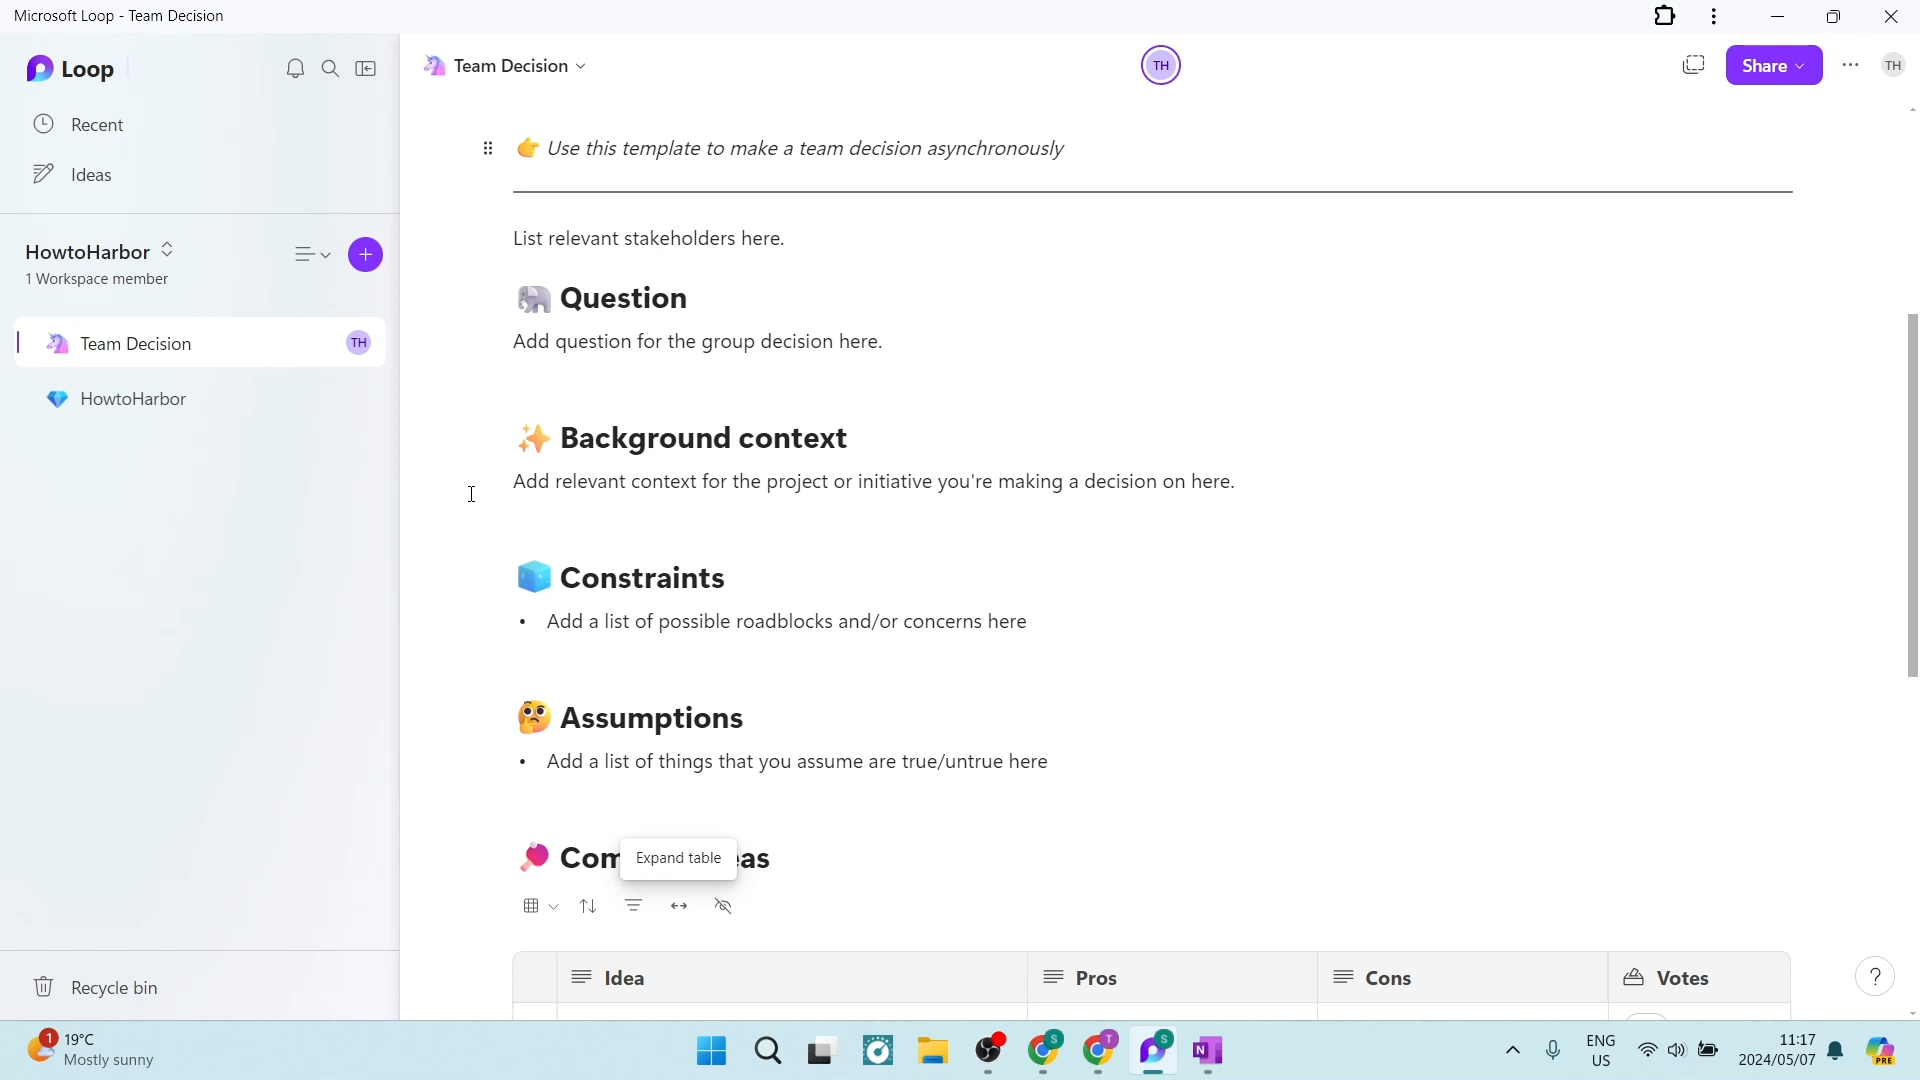 Microsoft Loop - Team Decision
Loop
Recent
Ideas
HowtoHarbor
1 Workspace member
Team Decision TH
HowtoHarbor
Recycle bin
Team Decision
TH
Share
TH
👉 Use this template to make a team decision asynchronously
List relevant stakeholders here.
🐘 Question
Add question for the group decision here.
✨ Background context
Add relevant context for the project or initiative you're making a decision on here.
🧊 Constraints
• Add a list of possible roadblocks and/or concerns here
🤔 Assumptions
• Add a list of things that you assume are true/untrue here
Expand table
Idea Pros Cons Votes
?
1
19°C
Mostly sunny
S
T
S
N
ENG
US
11:17
2024/05/07
PRE